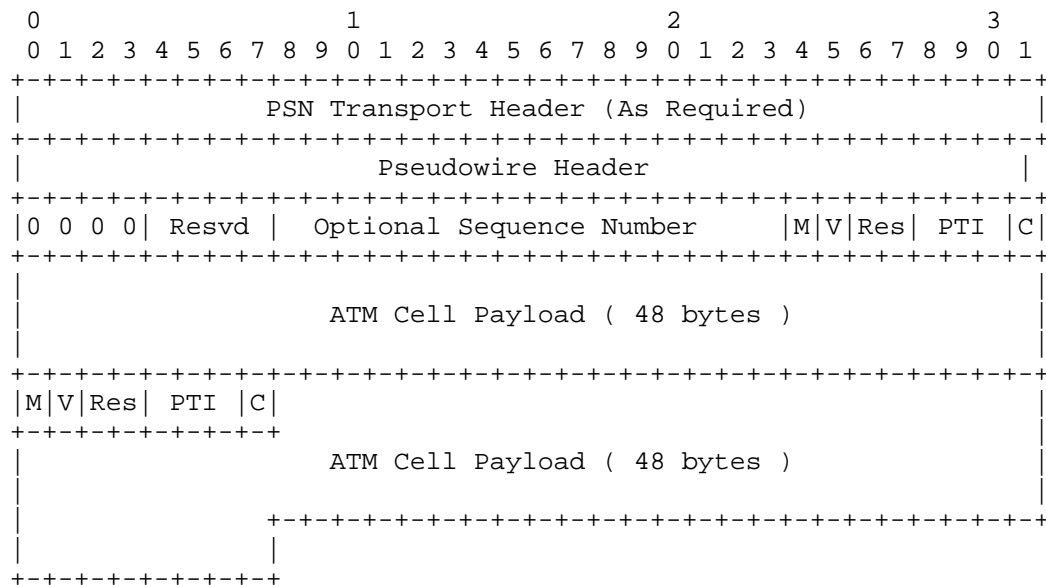 0                   1                   2                   3
0 1 2 3 4 5 6 7 8 9 0 1 2 3 4 5 6 7 8 9 0 1 2 3 4 5 6 7 8 9 0 1
+-+-+-+-+-+-+-+-+-+-+-+-+-+-+-+-+-+-+-+-+-+-+-+-+-+-+-+-+-+-+-+-+
|               PSN Transport Header (As Required)              |
+-+-+-+-+-+-+-+-+-+-+-+-+-+-+-+-+-+-+-+-+-+-+-+-+-+-+-+-+-+-+-+-+
|                      Pseudowire Header                       |
+-+-+-+-+-+-+-+-+-+-+-+-+-+-+-+-+-+-+-+-+-+-+-+-+-+-+-+-+-+-+-+-+
|0 0 0 0| Resvd |  Optional Sequence Number     |M|V|Res| PTI |C|
+-+-+-+-+-+-+-+-+-+-+-+-+-+-+-+-+-+-+-+-+-+-+-+-+-+-+-+-+-+-+-+-+
|                                                               |
|                   ATM Cell Payload ( 48 bytes )               |
|                                                               |
+-+-+-+-+-+-+-+-+-+-+-+-+-+-+-+-+-+-+-+-+-+-+-+-+-+-+-+-+-+-+-+-+
|M|V|Res| PTI |C|                                               |
+-+-+-+-+-+-+-+-+                                               |
|                   ATM Cell Payload ( 48 bytes )               |
|                                                               |
|               +-+-+-+-+-+-+-+-+-+-+-+-+-+-+-+-+-+-+-+-+-+-+-+-+
|               |
+-+-+-+-+-+-+-+-+